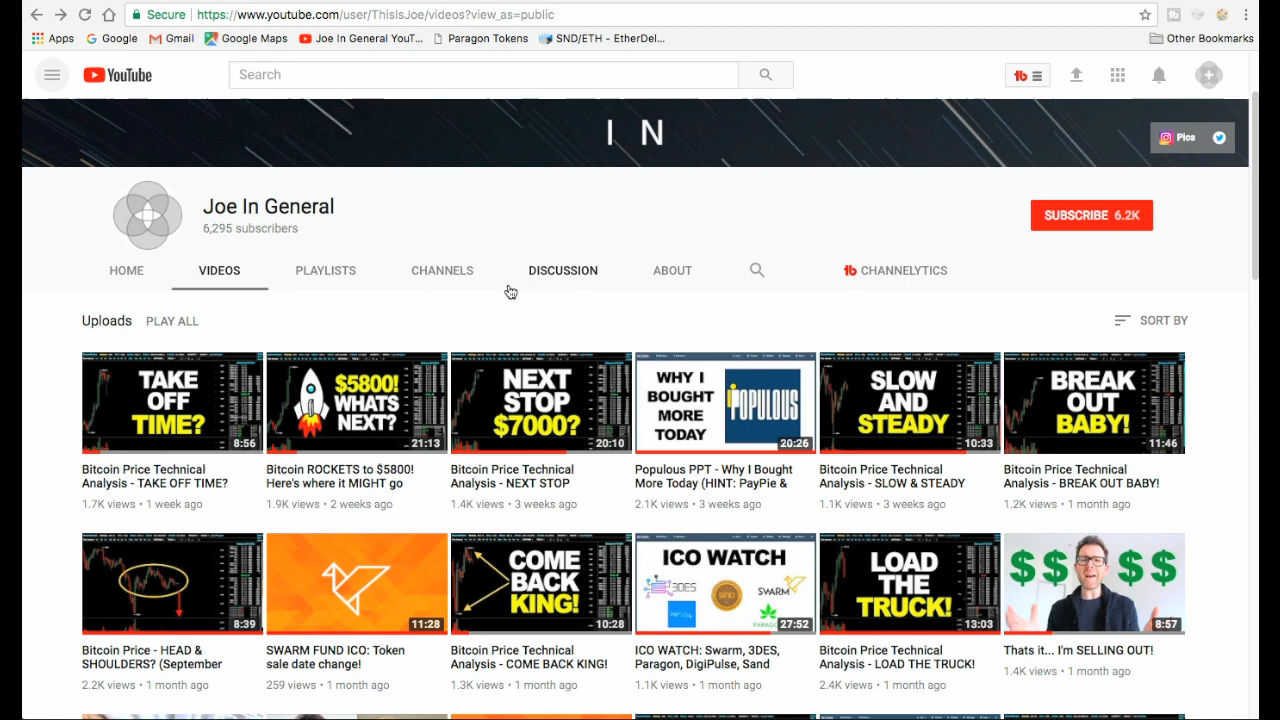 Secure https://www.youtube.com/user/ThisIsJoe/videos?view_as=public
Apps Google Gmail Google Maps Joe In General YouT... Paragon Tokens SND/ETH - EtherDel... Other Bookmarks
YouTube Search
I N
Pics
Joe In General
6,295 subscribers
SUBSCRIBE 6.2K
HOME VIDEOS PLAYLISTS CHANNELS DISCUSSION ABOUT CHANNELYTICS
Uploads PLAY ALL SORT BY
TAKE
OFF
TIME?
8:56
$5800!
WHATS
NEXT?
21:13
NEXT
STOP
$7000?
20:10
WHY I
BOUGHT
MORE
TODAY
POPULOUS
20:26
SLOW
AND
STEADY
10:33
BREAK
OUT
BABY!
11:46
Bitcoin Price Technical
Analysis - TAKE OFF TIME?
1.7K views • 1 week ago
Bitcoin ROCKETS to $5800!
Here's where it MIGHT go
1.9K views • 2 weeks ago
Bitcoin Price Technical
Analysis - NEXT STOP
1.4K views • 3 weeks ago
Populous PPT - Why I Bought
More Today (HINT: PayPie &
2.1K views • 3 weeks ago
Bitcoin Price Technical
Analysis - SLOW & STEADY
1.1K views • 3 weeks ago
Bitcoin Price Technical
Analysis - BREAK OUT BABY!
1.2K views • 1 month ago
8:39
11:28
COME
BACK
KING!
10:28
ICO WATCH
3DES
SND
SWARM
27:52
LOAD
THE
TRUCK!
13:03
$ $ $ $
8:57
Bitcoin Price - HEAD &
SHOULDERS? (September
2.2K views • 1 month ago
SWARM FUND ICO: Token
sale date change!
259 views • 1 month ago
Bitcoin Price Technical
Analysis - COME BACK KING!
1.3K views • 1 month ago
ICO WATCH: Swarm, 3DES,
Paragon, DigiPulse, Sand
1.1K views • 1 month ago
Bitcoin Price Technical
Analysis - LOAD THE TRUCK!
2.4K views • 1 month ago
Thats it... I'm SELLING OUT!
1.4K views • 1 month ago